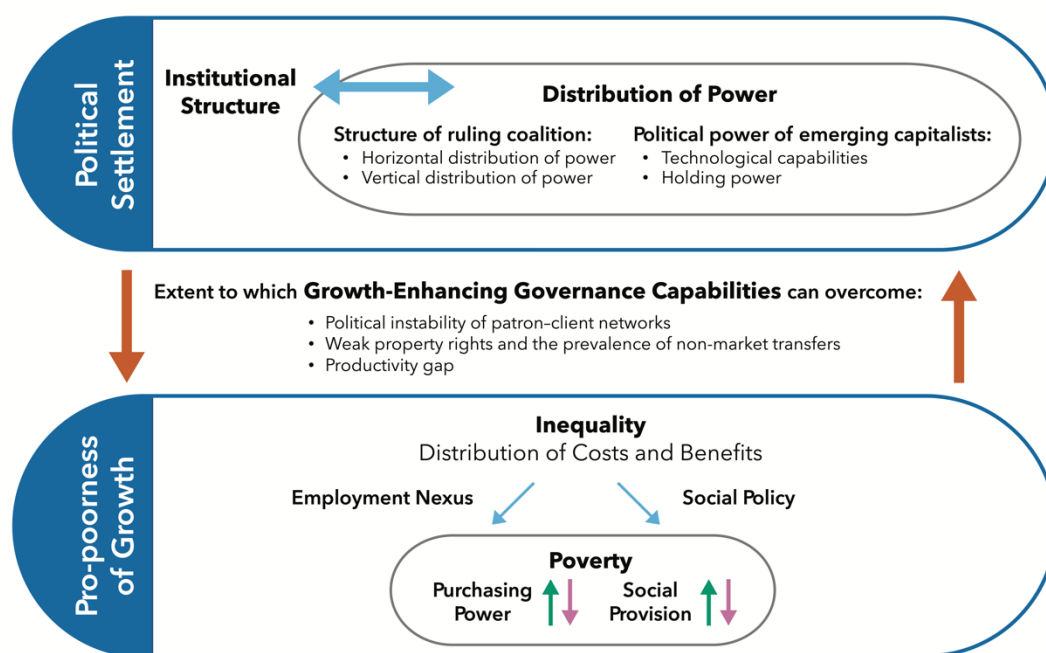 Political
Settlement
Institutional
Structure
Distribution of Power
Structure of ruling coalition:
• Horizontal distribution of power
• Vertical distribution of power
Political power of emerging capitalists:
• Technological capabilities
• Holding power
Extent to which Growth-Enhancing Governance Capabilities can overcome:
• Political instability of patron–client networks
• Weak property rights and the prevalence of non-market transfers
• Productivity gap
Pro-poorness
of Growth
Inequality
Distribution of Costs and Benefits
Employment Nexus
Social Policy
Poverty
Purchasing
Power
Social
Provision